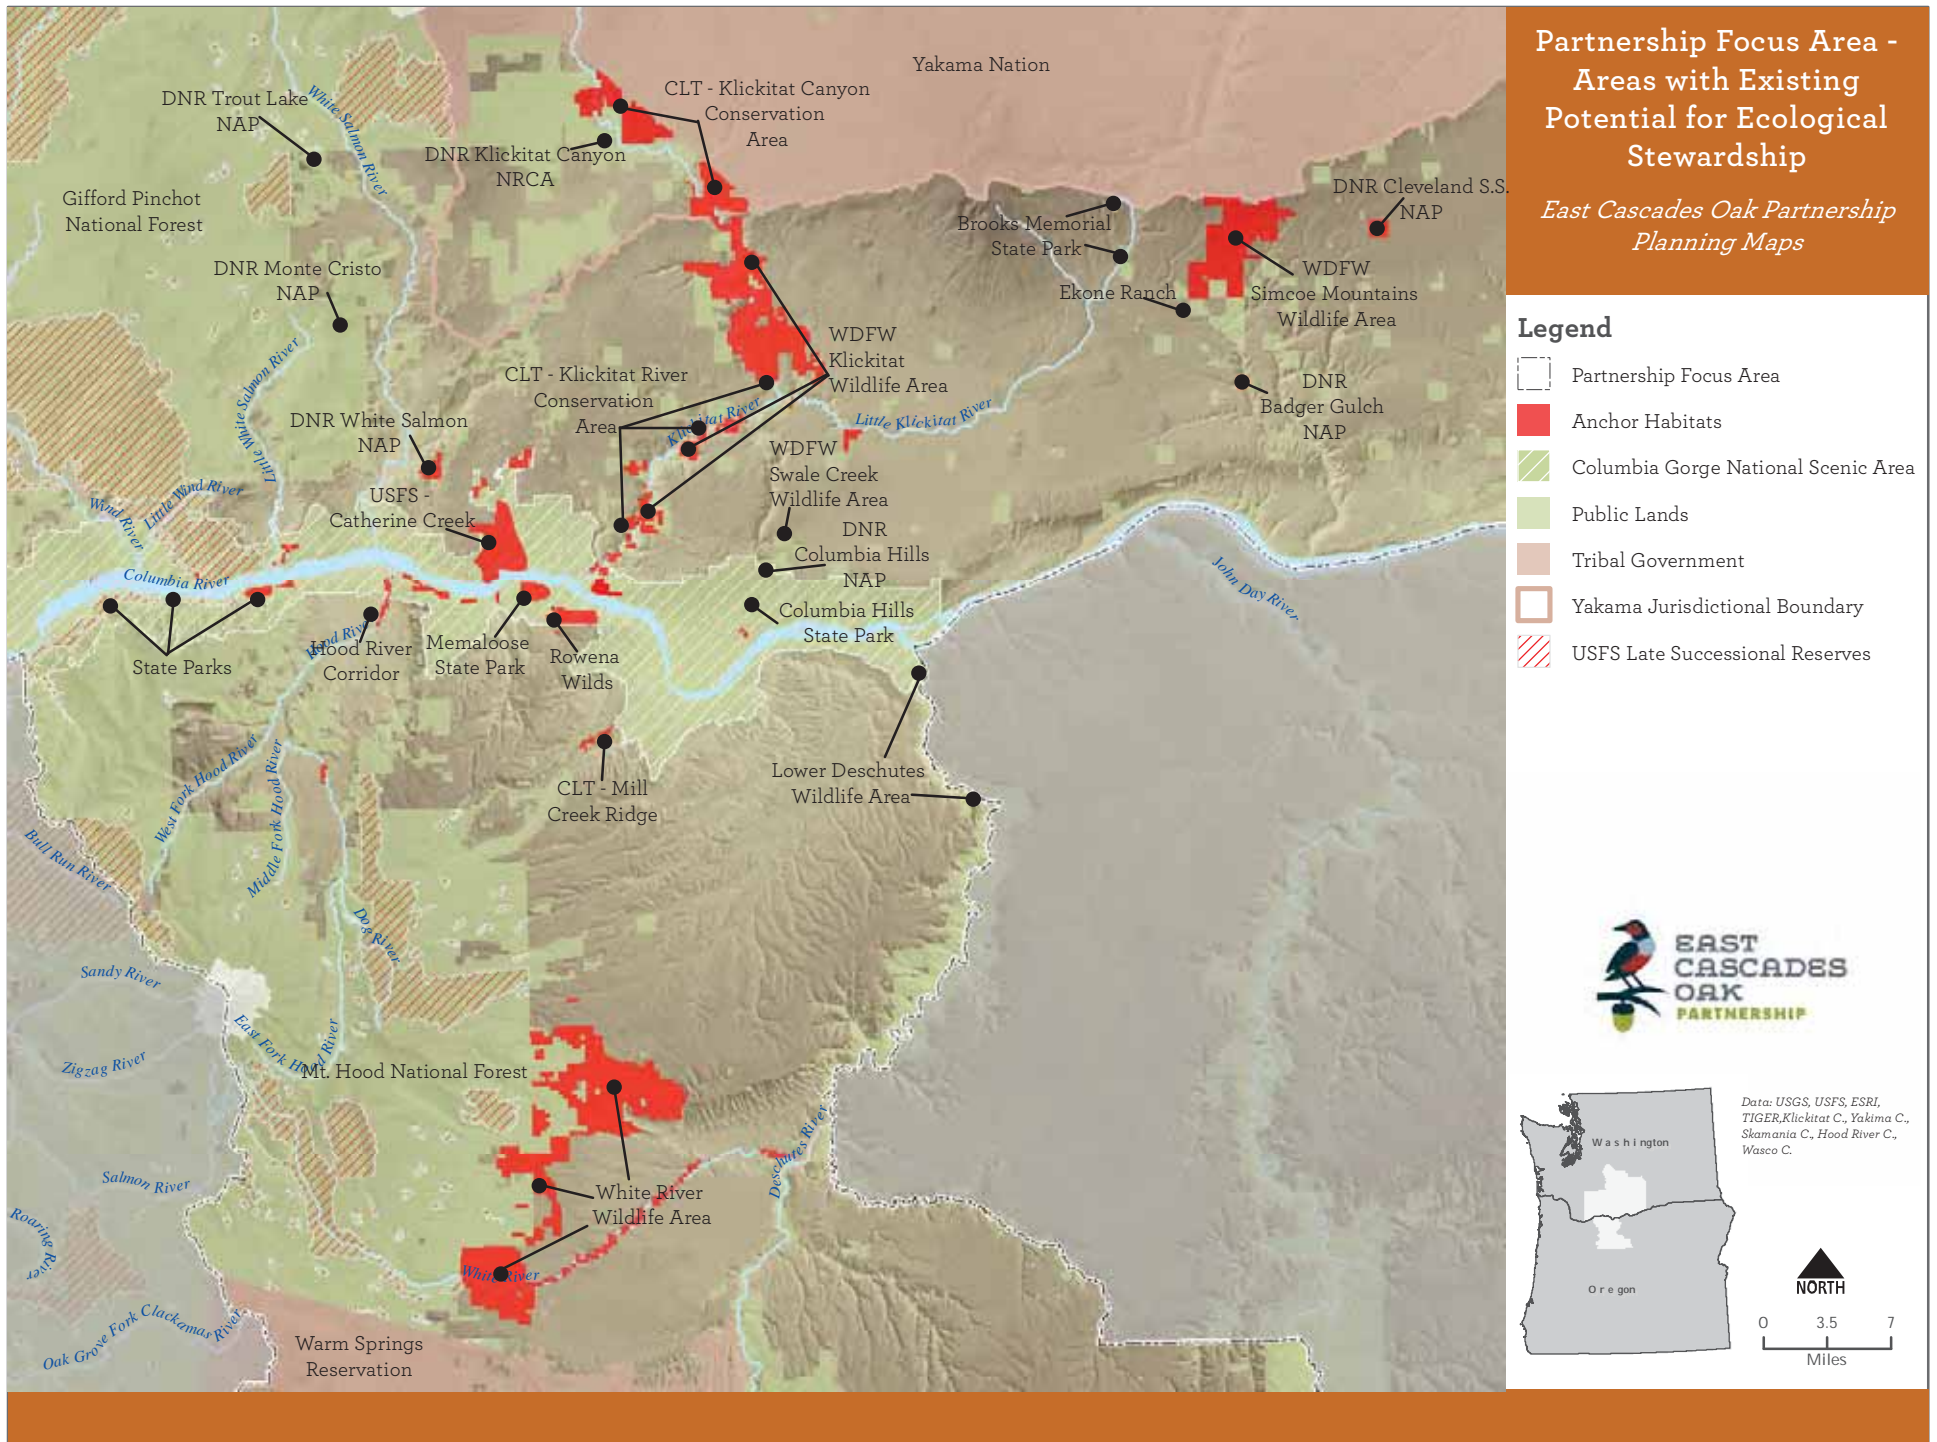 Partnership Focus Area -
Areas with Existing
Potential for Ecological
Stewardship
East Cascades Oak Partnership
Planning Maps
Legend
Partnership Focus Area
Anchor Habitats
Columbia Gorge National Scenic Area
Public Lands
Tribal Government
Yakama Jurisdictional Boundary
USFS Late Successional Reserves
EAST
CASCADES
OAK
PARTNERSHIP
Data: USGS, USFS, ESRI,
TIGER,Klickitat C., Yakima C.,
Skamania C., Hood River C.,
Wasco C.
Washington
Oregon
NORTH
0 3.5 7
Miles
Yakama Nation
CLT - Klickitat Canyon
Conservation
Area
DNR Trout Lake
NAP
White Salmon River
DNR Klickitat Canyon
NRCA
Gifford Pinchot
National Forest
DNR Cleveland S.S.
NAP
Brooks Memorial
State Park
WDFW
Simcoe Mountains
Wildlife Area
Ekone Ranch
DNR Monte Cristo
NAP
WDFW
Klickitat
Wildlife Area
Little White Salmon River
CLT - Klickitat River
Conservation
Area
Klickitat River
Little Klickitat River
DNR
Badger Gulch
NAP
DNR White Salmon
NAP
WDFW
Swale Creek
Wildlife Area
Wind River
Little Wind River
USFS -
Catherine Creek
DNR
Columbia Hills
NAP
Columbia River
John Day River
Columbia Hills
State Park
State Parks
Hood River
Hood River
Corridor
Memaloose
State Park
Rowena
Wilds
West Fork Hood River
Middle Fork Hood River
CLT - Mill
Creek Ridge
Lower Deschutes
Wildlife Area
Bull Run River
Dog River
Sandy River
East Fork Hood River
Zigzag River
Mt. Hood National Forest
Deschutes River
Salmon River
White River
Wildlife Area
Roaring River
White River
Oak Grove Fork Clackamas River
Warm Springs
Reservation